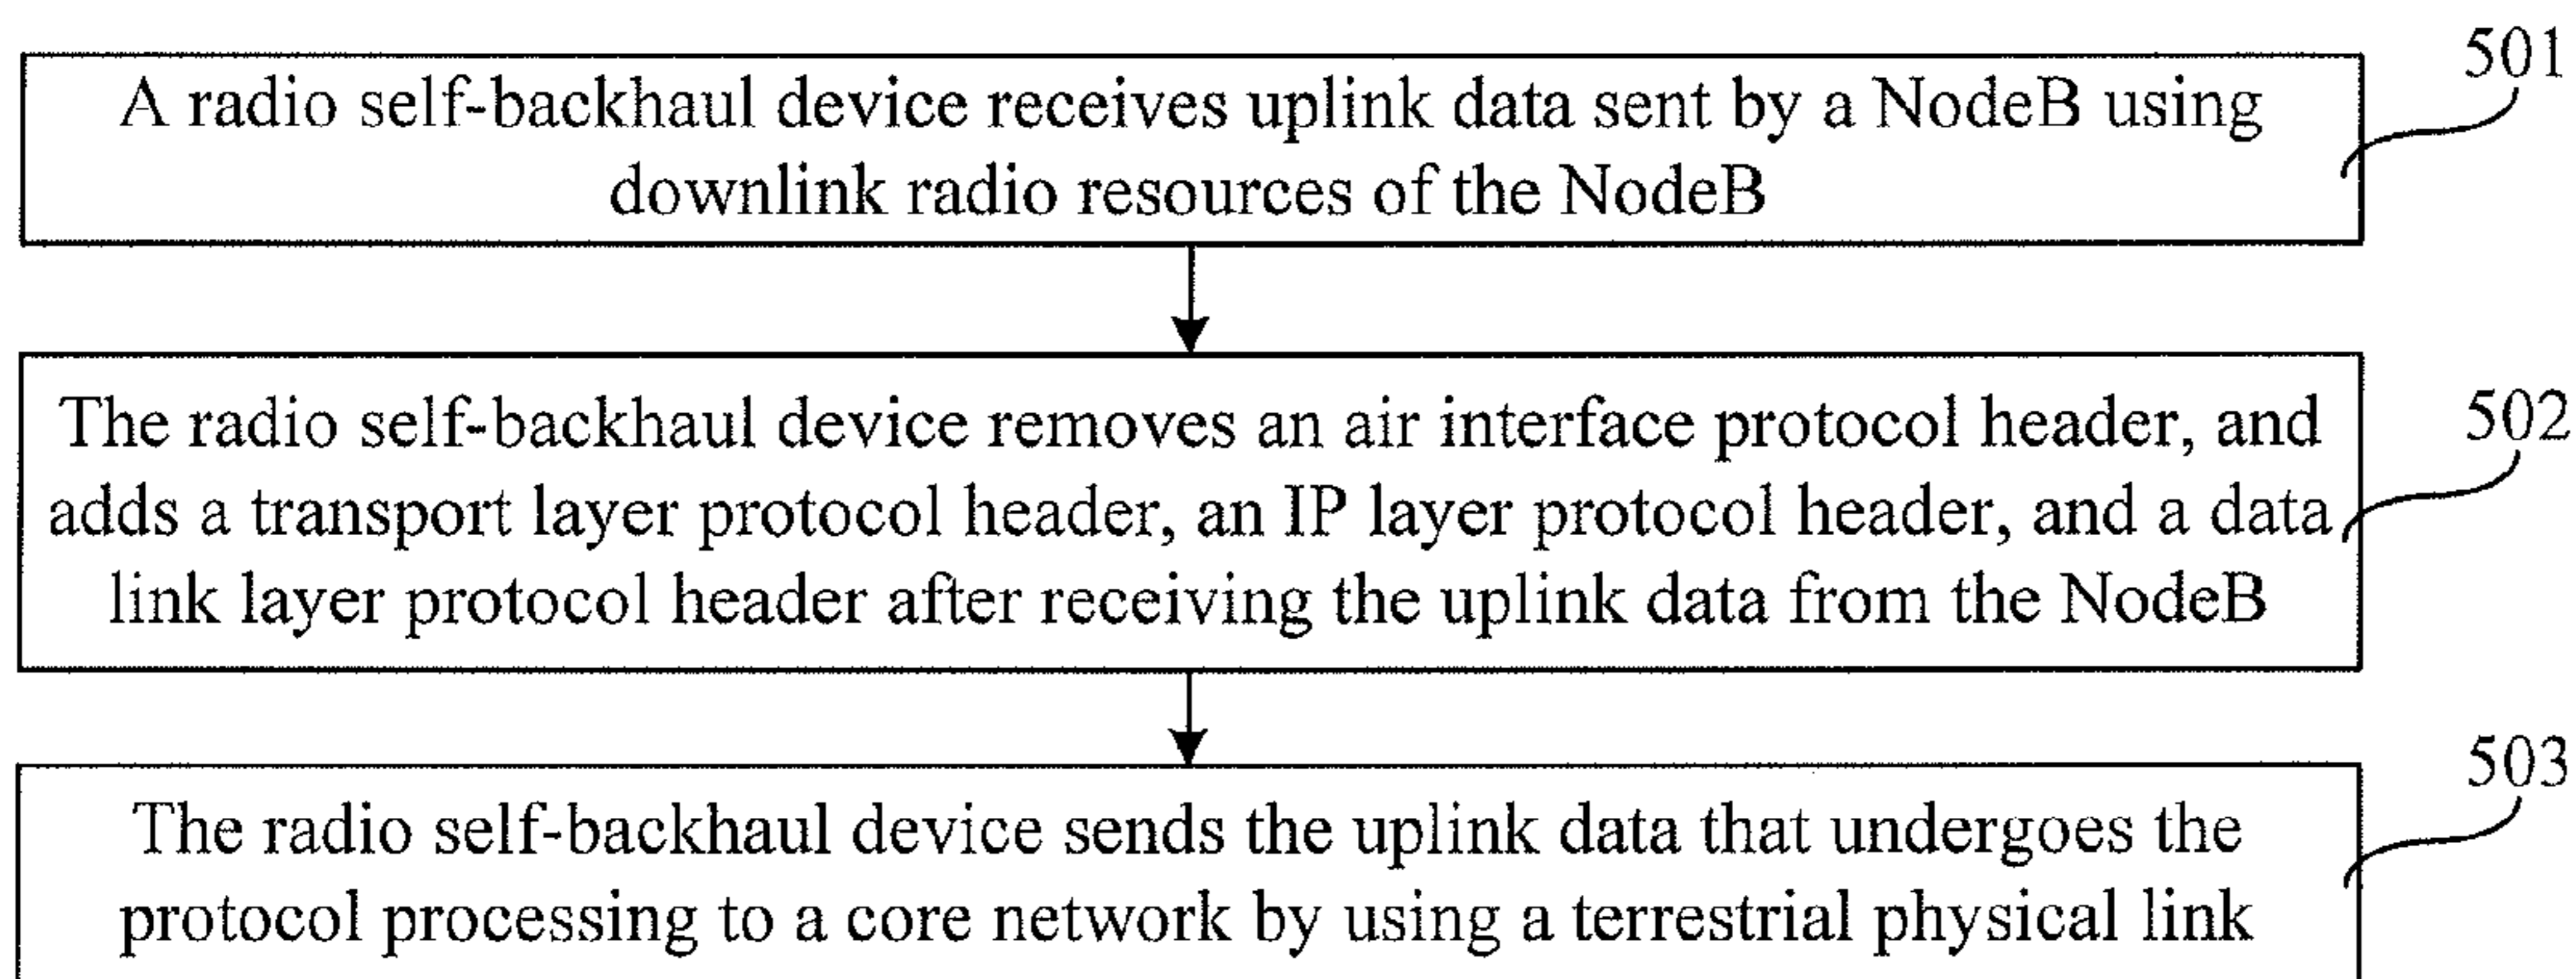 501
A radio self-backhaul device receives uplink data sent by a NodeB using
downlink radio resources of the NodeB
502
The radio self-backhaul device removes an air interface protocol header, and
adds a transport layer protocol header, an IP layer protocol header, and a data
link layer protocol header after receiving the uplink data from the NodeB
503
The radio self-backhaul device sends the uplink data that undergoes the
protocol processing to a core network by using a terrestrial physical link